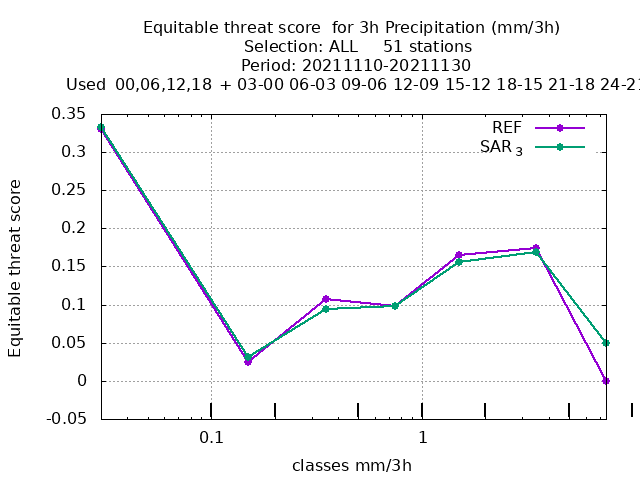 Equitable threat score  for 3h Precipitation (mm/3h)
Selection: ALL     51 stations
Period: 20211110-20211130
Used  00,06,12,18  + 03-00 06-03 09-06 12-09 15-12 18-15 21-18 24-21
REF
SAR 3
0.35
0.3
0.25
0.2
0.15
0.1
0.05
0
-0.05
Equitable threat score
0.1
1
classes mm/3h